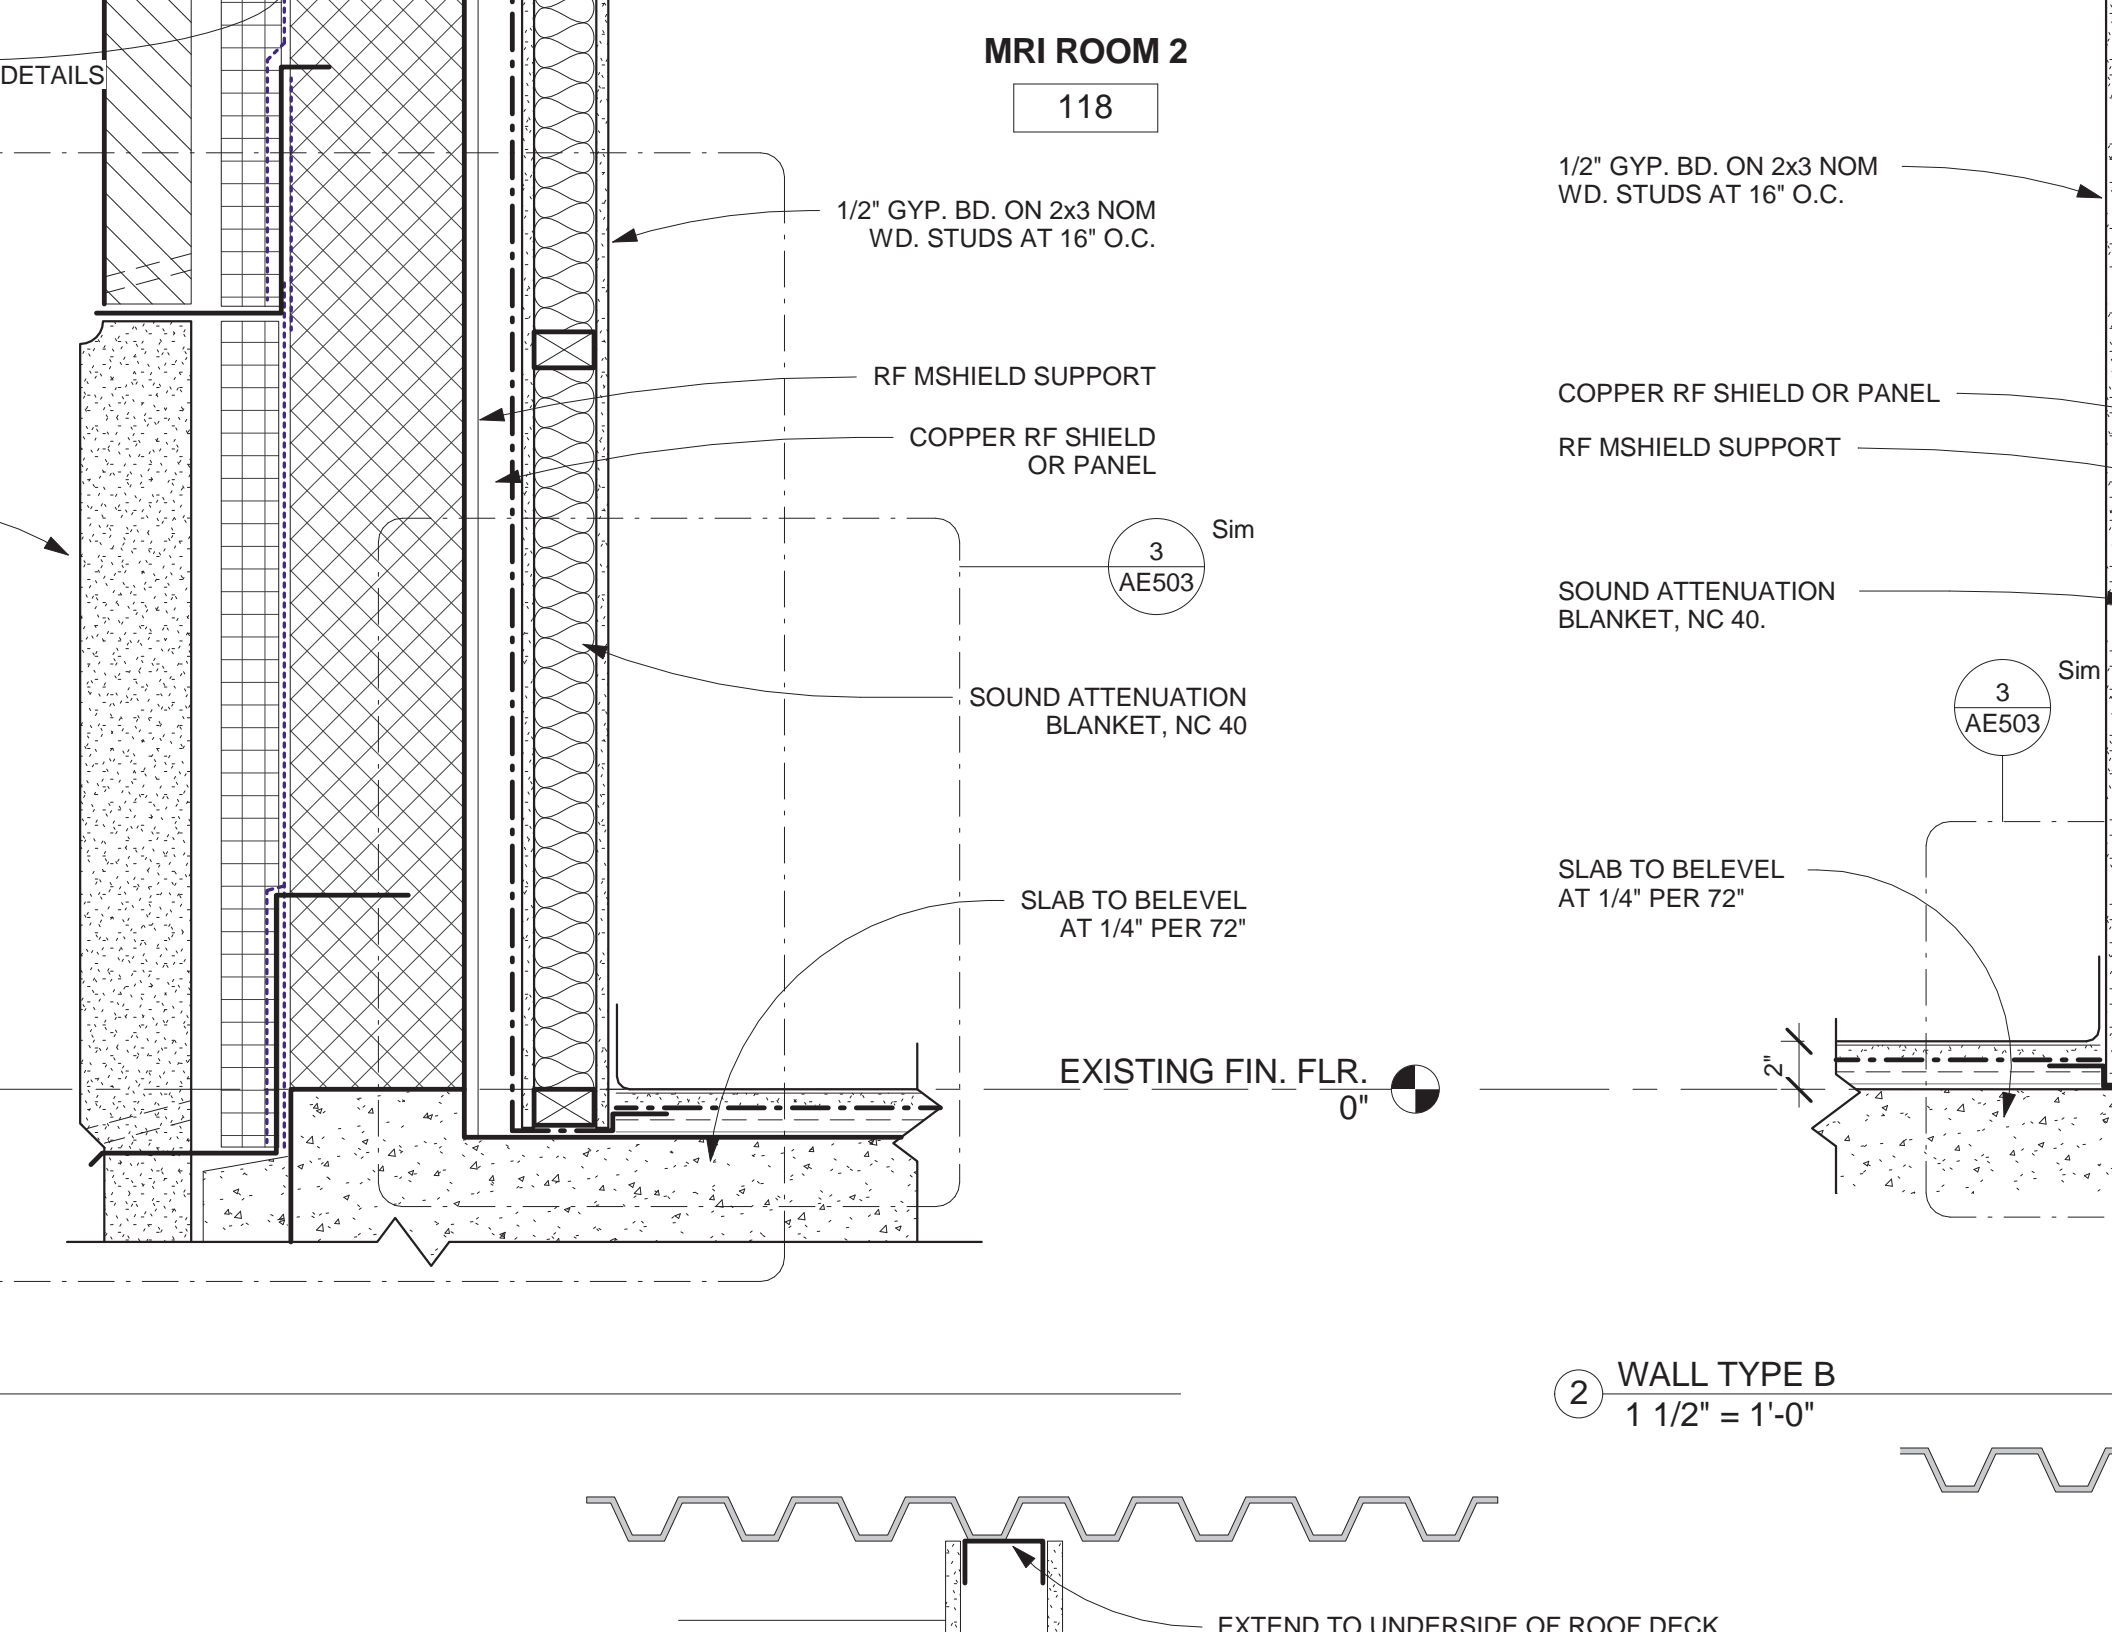 MRI ROOM 2
118
DETAILS
1/2" GYP. BD. ON 2x3 NOM
WD. STUDS AT 16" O.C.
RF MSHIELD SUPPORT
COPPER RF SHIELD
OR PANEL
3
AE503
Sim
SOUND ATTENUATION
BLANKET, NC 40
SLAB TO BELEVEL
AT 1/4" PER 72"
EXISTING FIN. FLR.
0"
1/2" GYP. BD. ON 2x3 NOM
WD. STUDS AT 16" O.C.
COPPER RF SHIELD OR PANEL
RF MSHIELD SUPPORT
SOUND ATTENUATION
BLANKET, NC 40.
3
AE503
Sim
SLAB TO BELEVEL
AT 1/4" PER 72"
2"
2
WALL TYPE B
1 1/2" = 1'-0"
EXTEND TO UNDERSIDE OF ROOF DECK